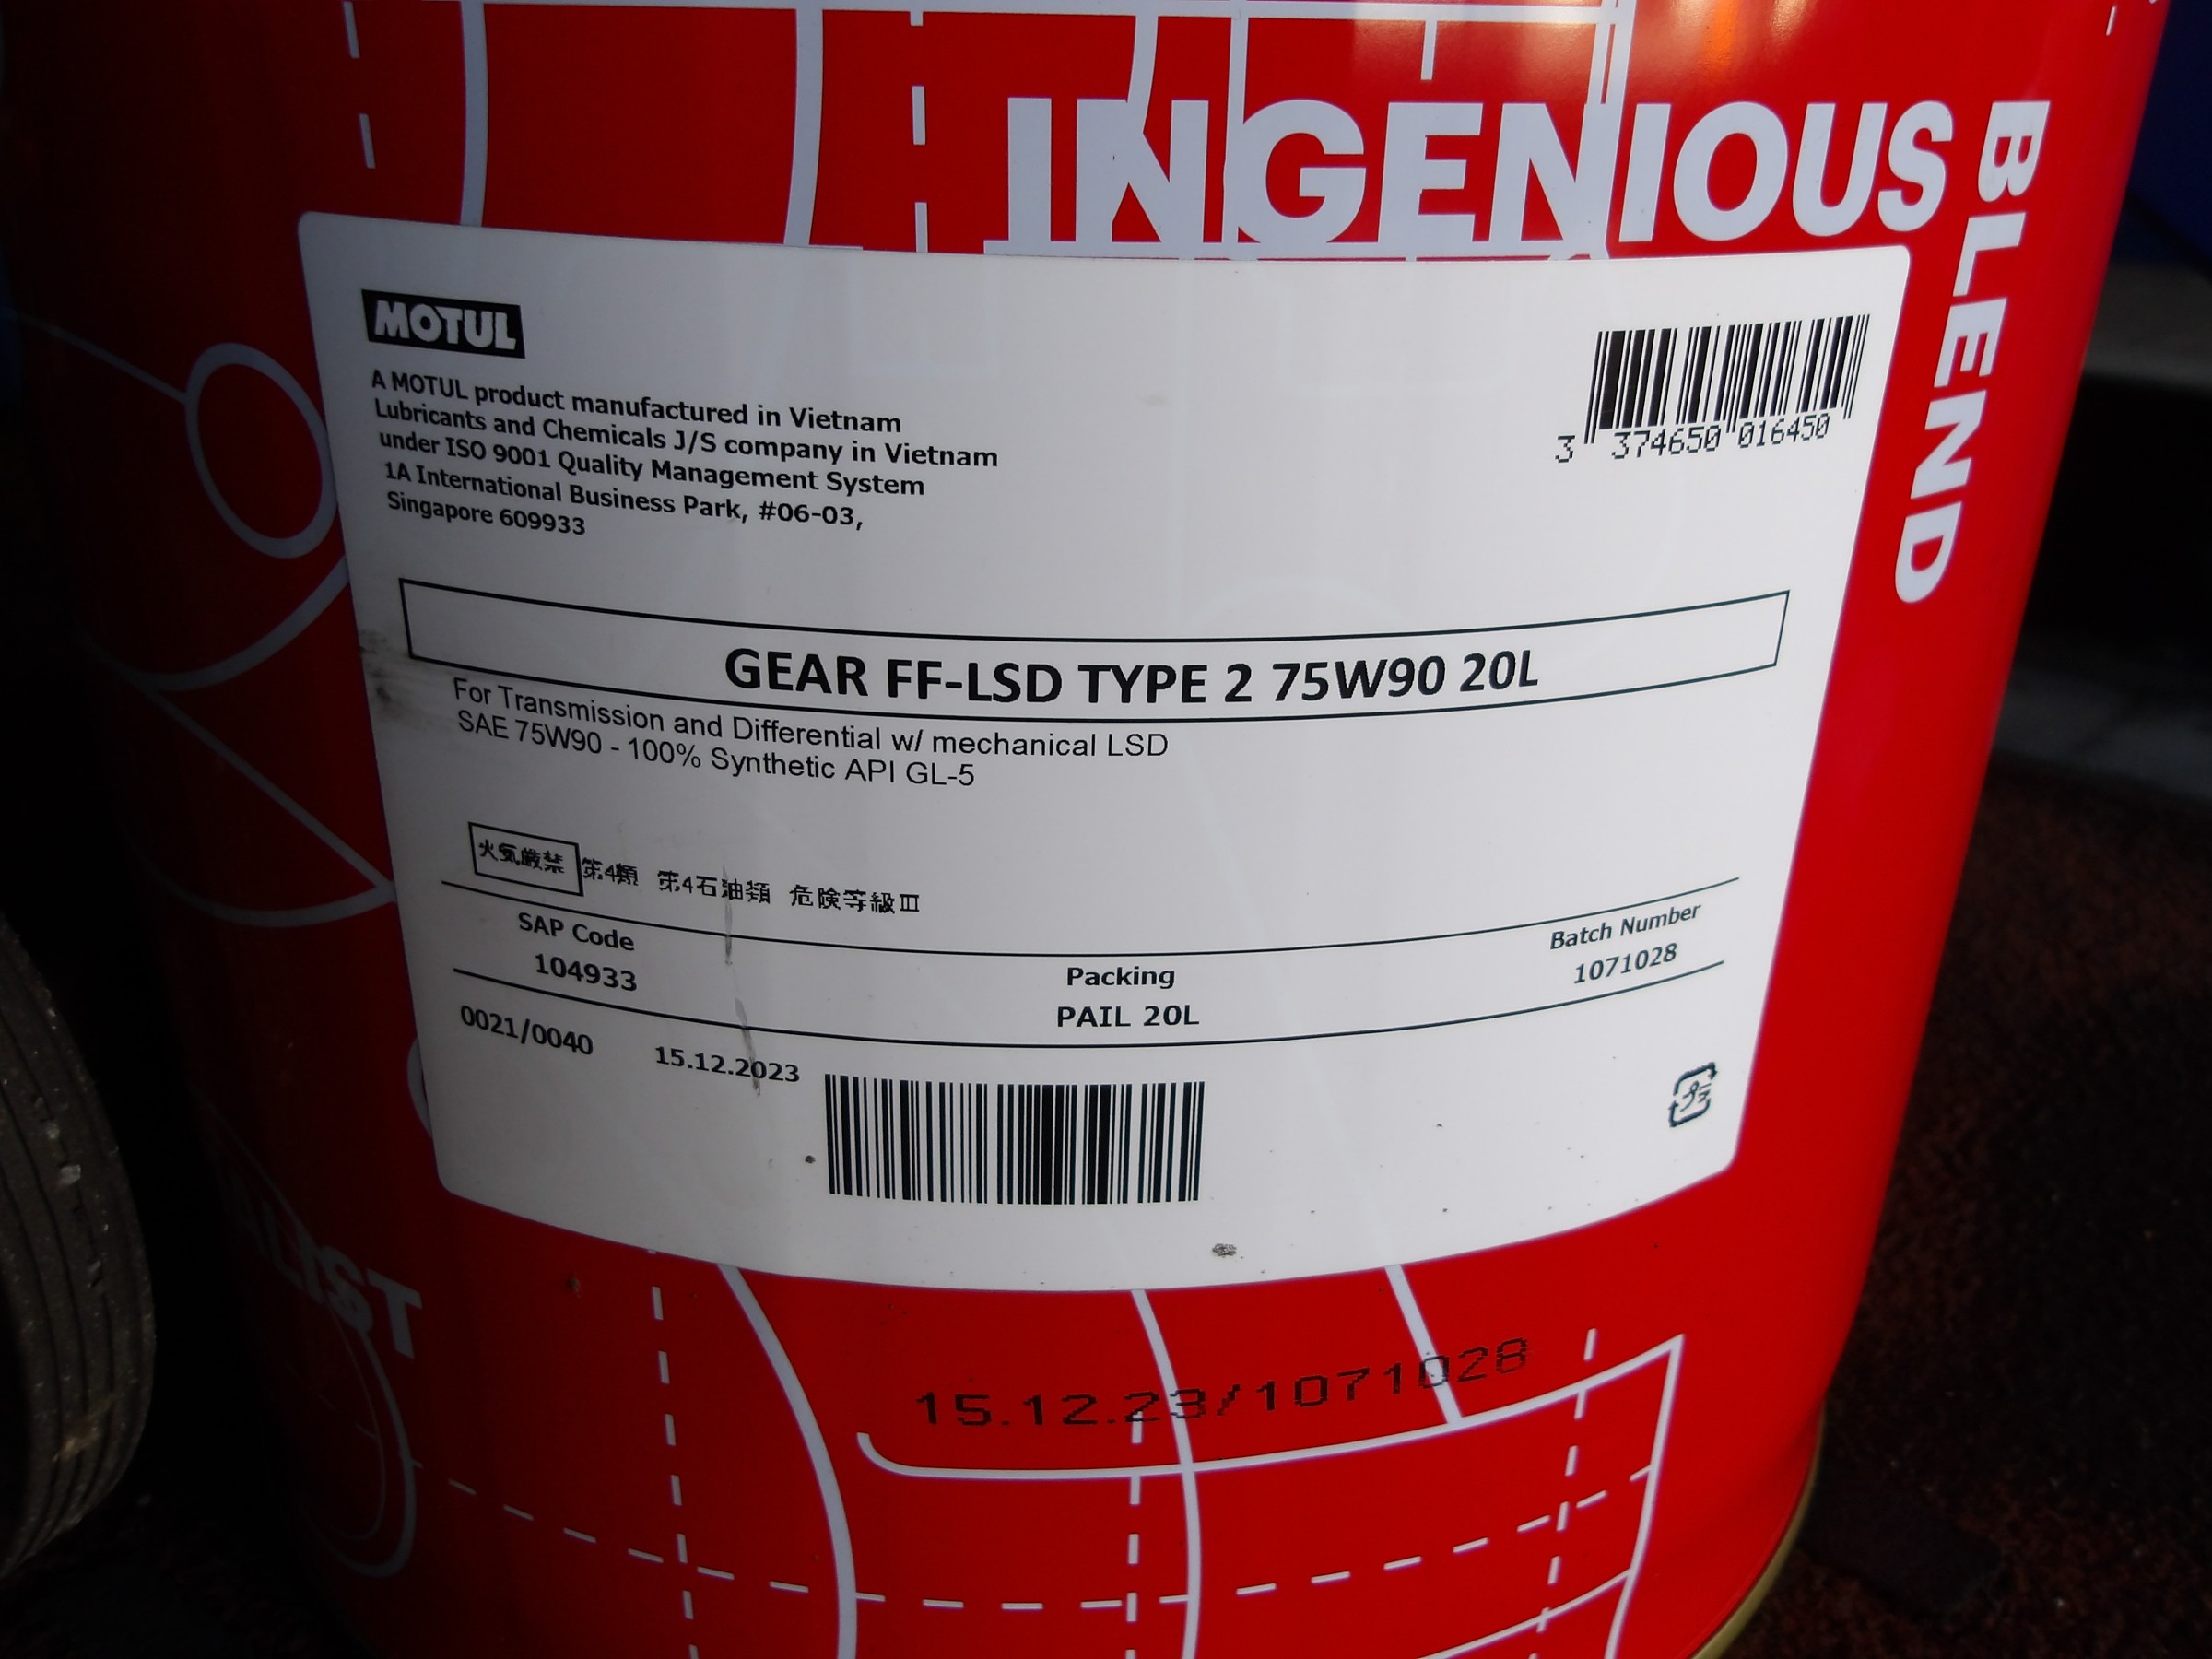 INGENIOUS
BLEND
MOTUL
A MOTUL product manufactured in Vietnam
Lubricants and Chemicals J/S company in Vietnam
under ISO 9001 Quality Management System
1A International Business Park, #06-03,
Singapore 609933
3 374650 016450
GEAR FF-LSD TYPE 2 75W90 20L
For Transmission and Differential w/ mechanical LSD
SAE 75W90 - 100% Synthetic API GL-5
火気厳禁 第4類 第4石油類 危険等級III
SAP Code
104933
Packing
PAIL 20L
Batch Number
1071028
0021/0040 15.12.2023
15.12.23/1071028